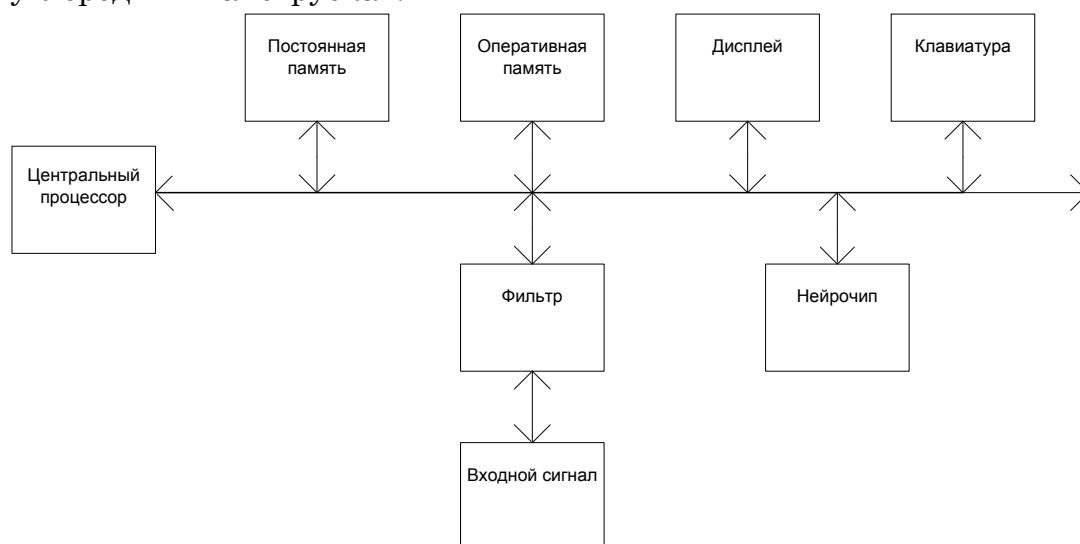 Постоянная
память
Оперативная
память
Дисплей
Клавиатура
Центральный
процессор
Фильтр
Нейрочип
Входной сигнал